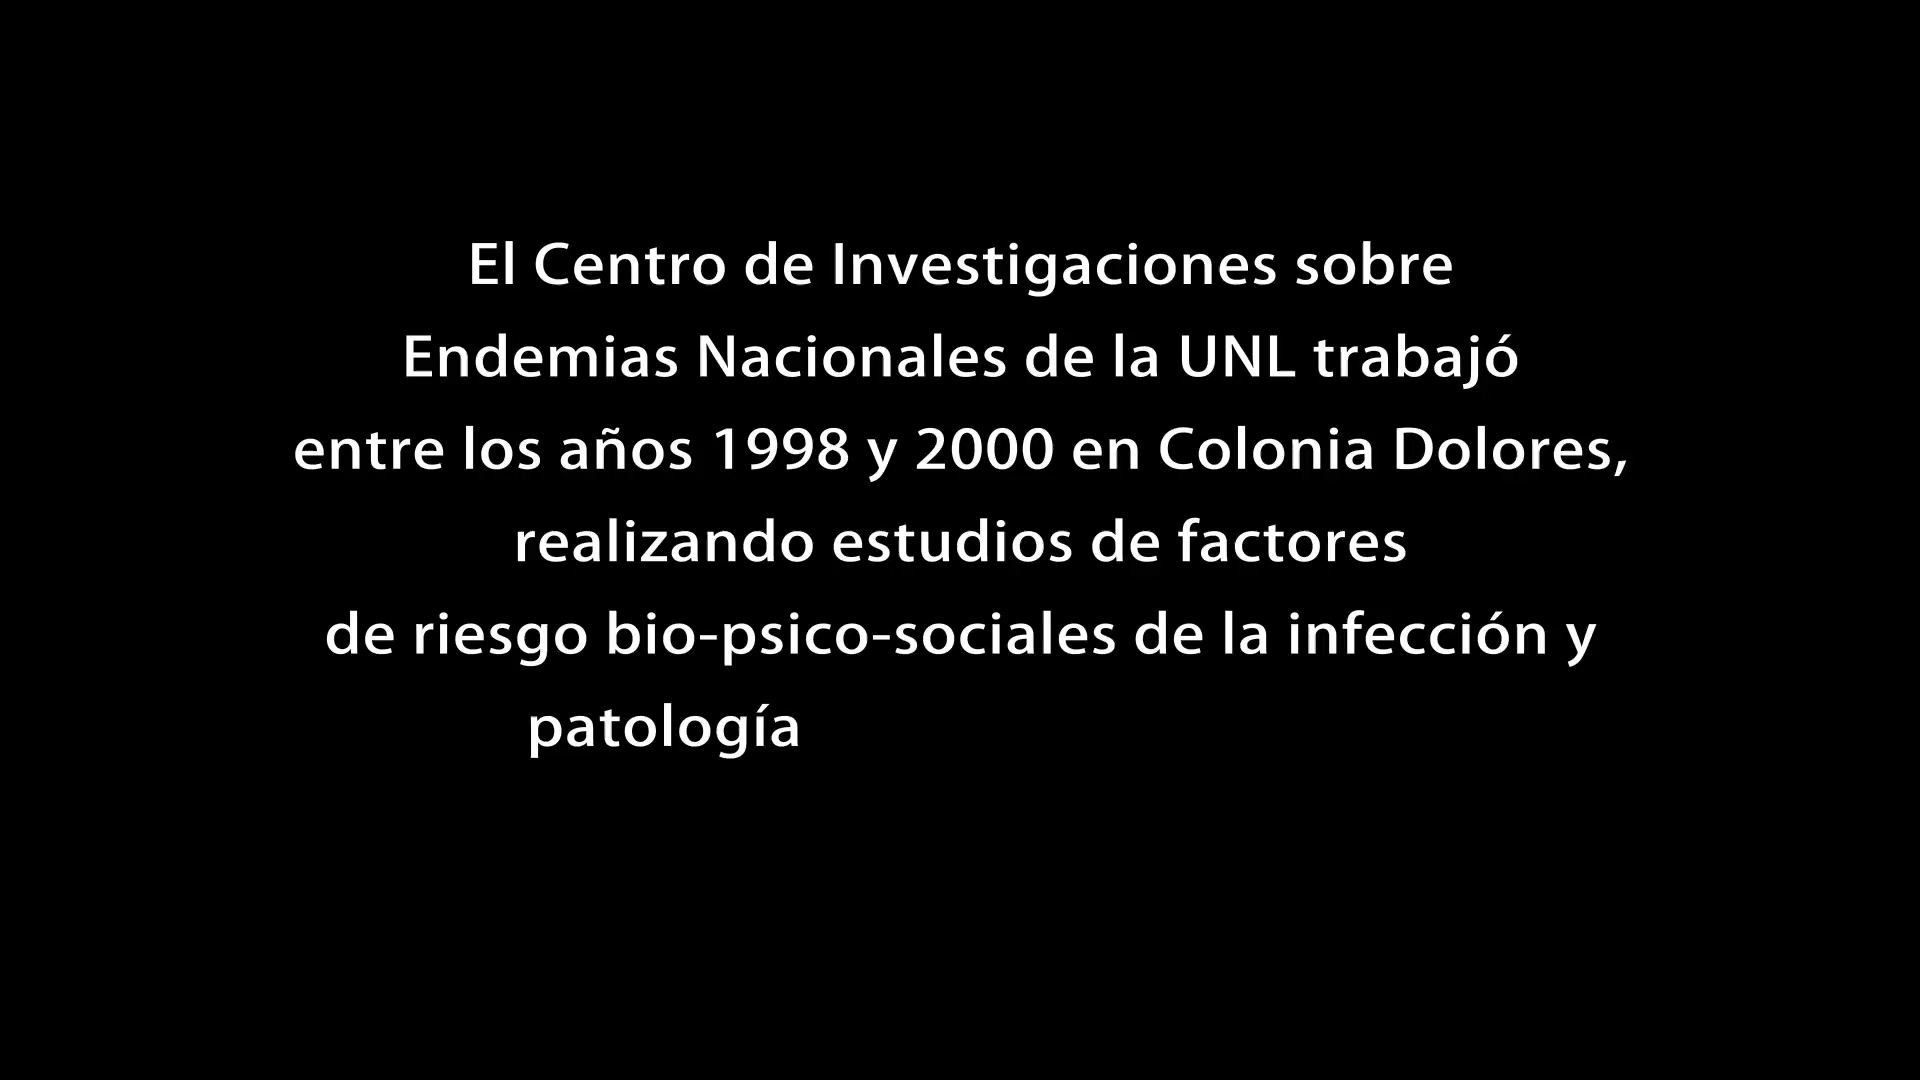 El Centro de Investigaciones sobre
Endemias Nacionales de la UNL trabajó
entre los años 1998 y 2000 en Colonia Dolores,
realizando estudios de factores
de riesgo bio-psico-sociales de la infección y
patología